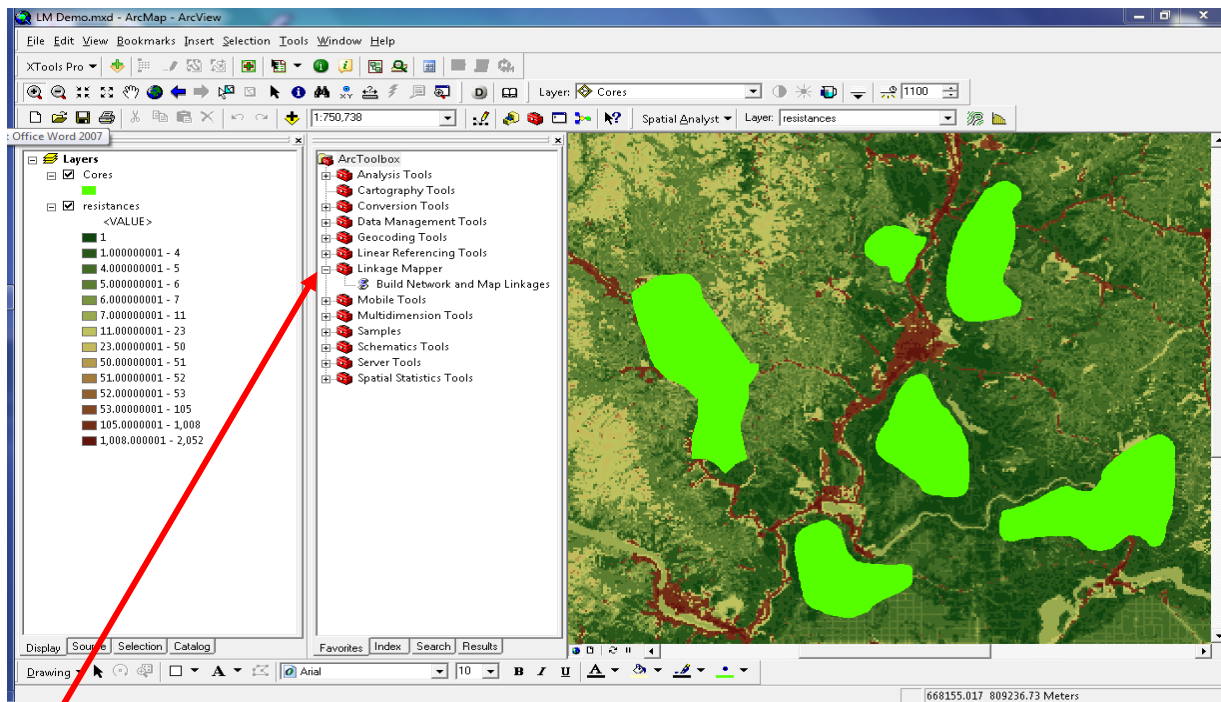 LM Demo.mxd - ArcMap - ArcView
File Edit View Bookmarks Insert Selection Tools Window Help
XTools Pro
Layer: Cores 1100
1:750,738 Spatial Analyst Layer: resistances
Office Word 2007
Layers
Cores
resistances
<VALUE>
1
1.000000001 - 4
4.000000001 - 5
5.000000001 - 6
6.000000001 - 7
7.000000001 - 11
11.00000001 - 23
23.00000001 - 50
50.00000001 - 51
51.00000001 - 52
52.00000001 - 53
53.00000001 - 105
105.0000001 - 1,008
1,008.000001 - 2,052
Display Source Selection Catalog
ArcToolbox
Analysis Tools
Cartography Tools
Conversion Tools
Data Management Tools
Geocoding Tools
Linear Referencing Tools
Linkage Mapper
Build Network and Map Linkages
Mobile Tools
Multidimension Tools
Samples
Schematics Tools
Server Tools
Spatial Statistics Tools
Favorites Index Search Results
Drawing A Arial 10 B I U A
668155.017 809236.73 Meters